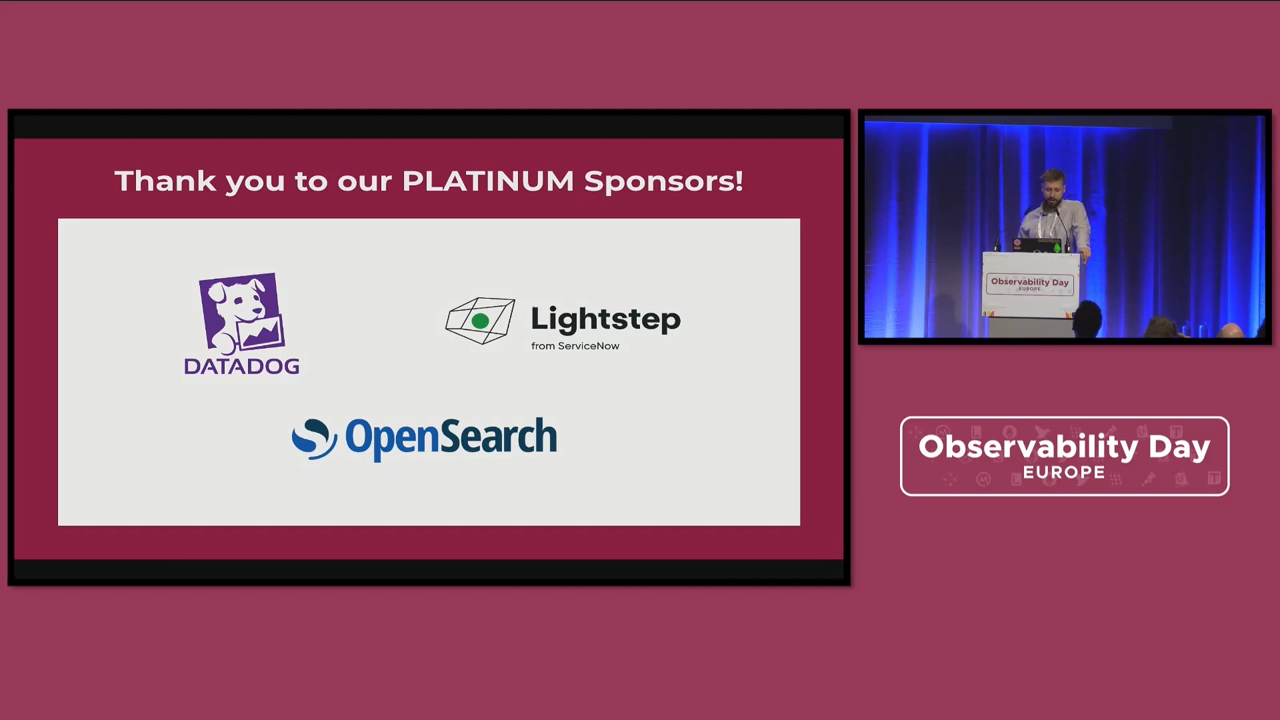 Thank you to our PLATINUM Sponsors!
DATADOG
Lightstep
from ServiceNow
OpenSearch
Observability Day
EUROPE
Observability Day
EUROPE